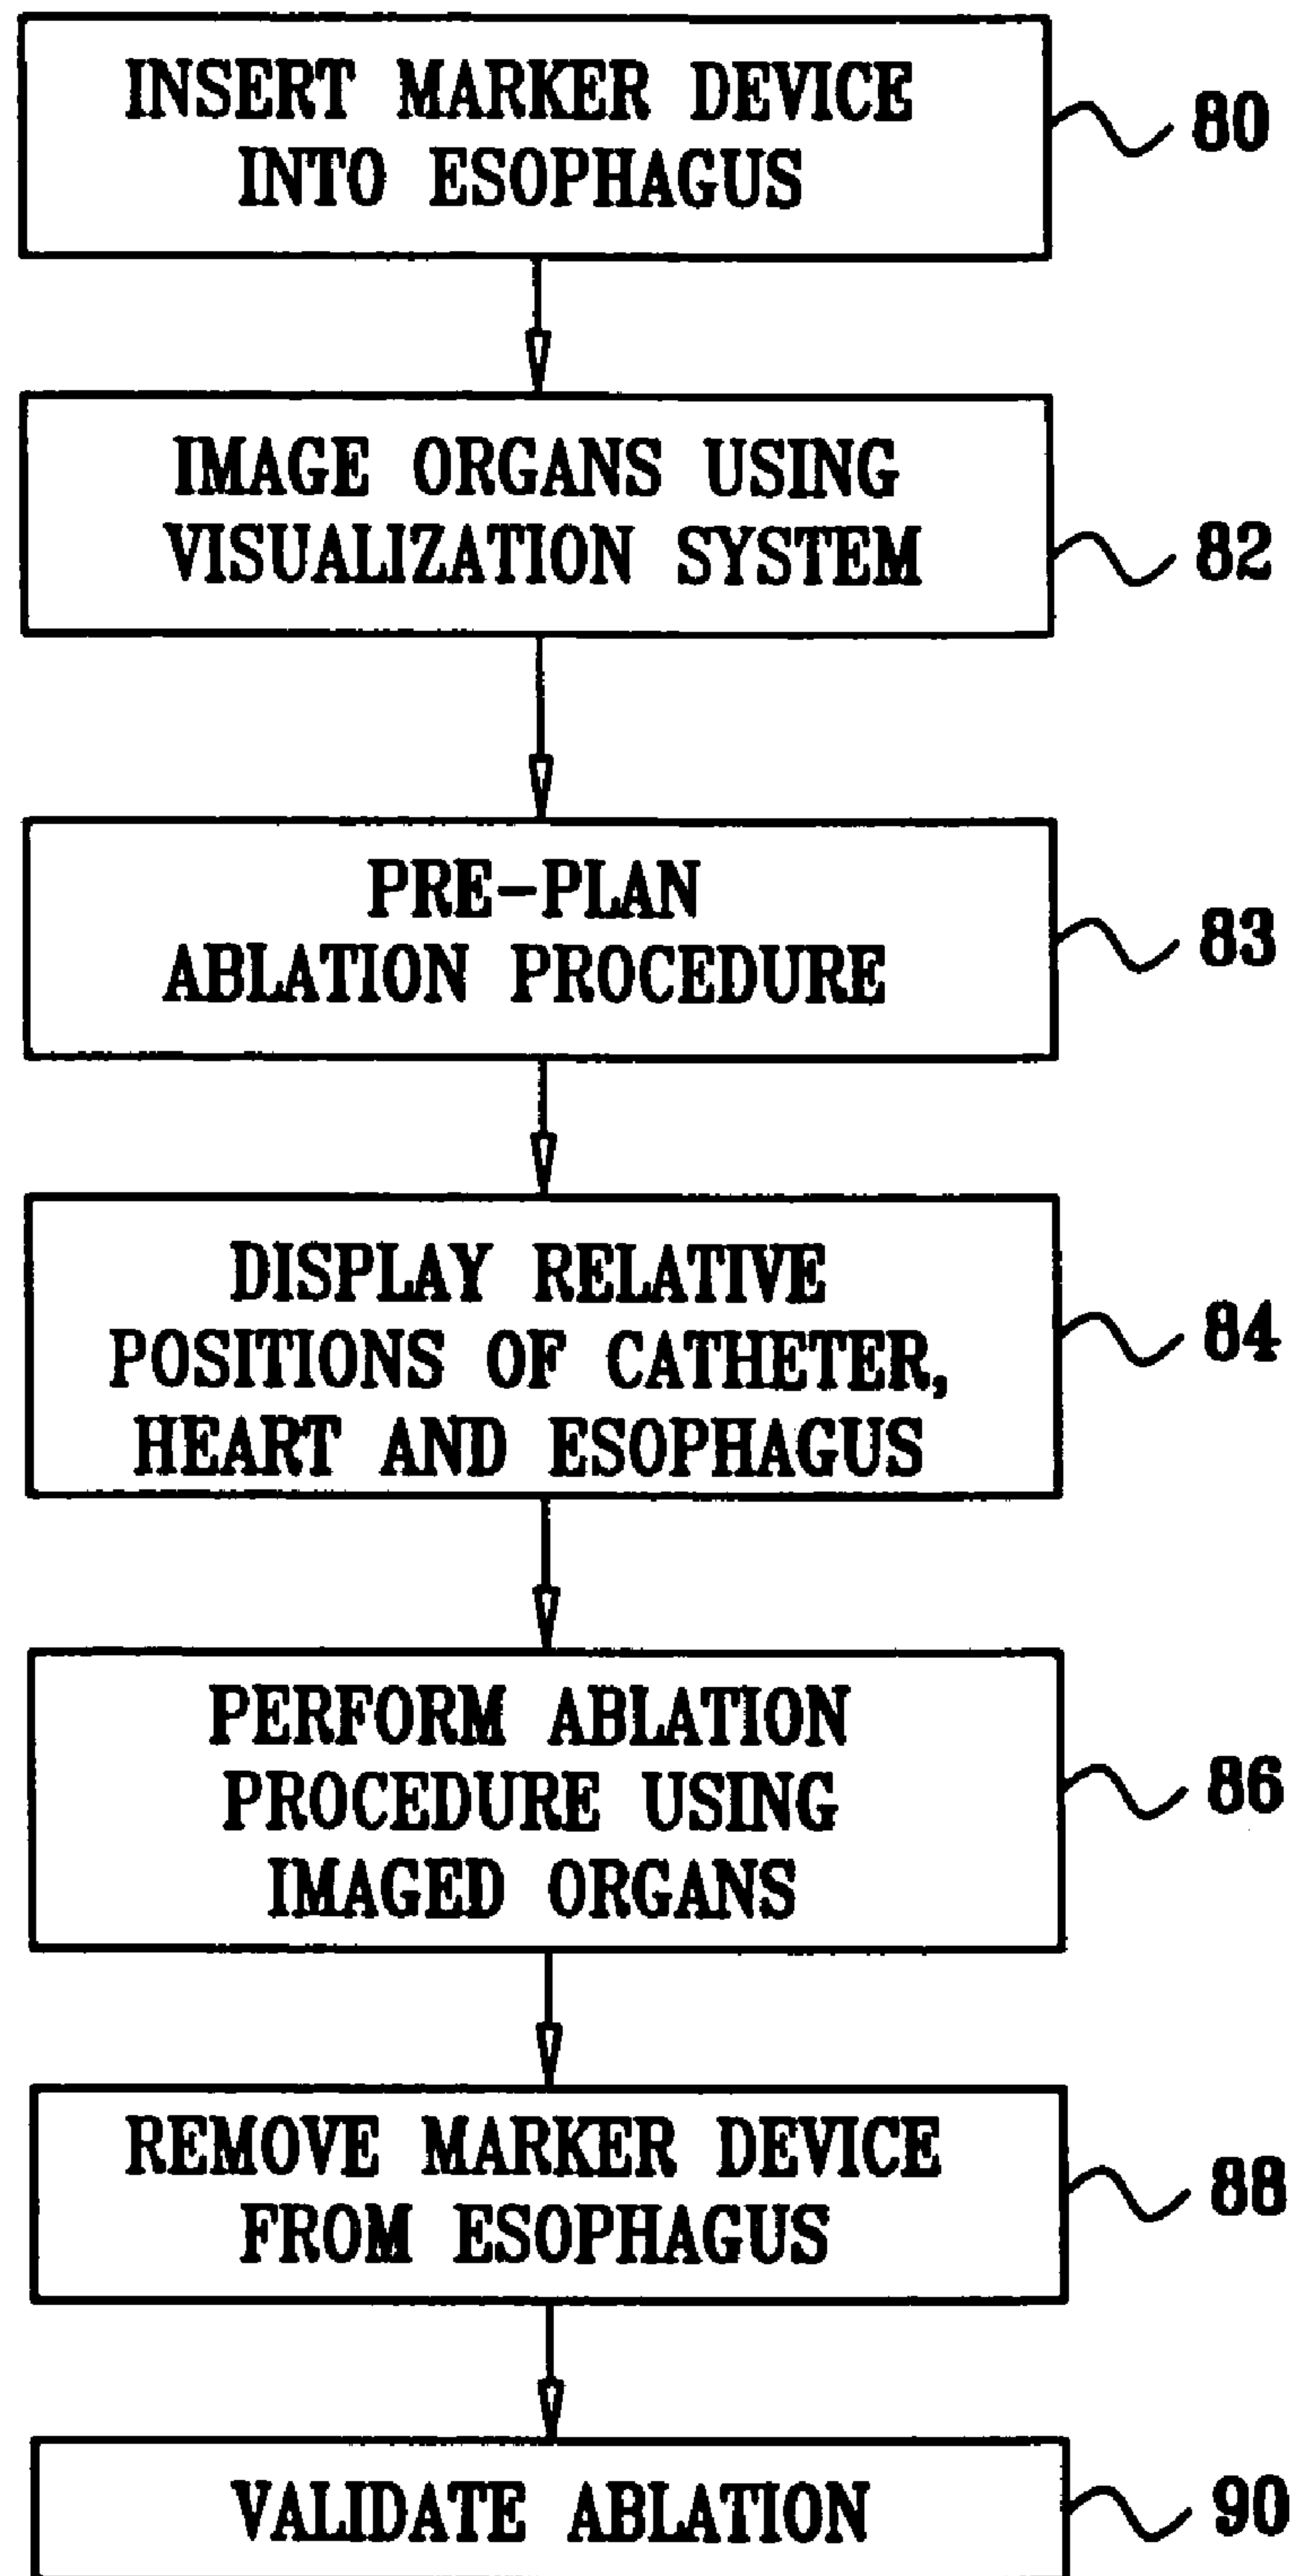 INSERT MARKER DEVICE
INTO ESOPHAGUS
80
IMAGE ORGANS USING
VISUALIZATION SYSTEM
82
PRE-PLAN
ABLATION PROCEDURE
83
DISPLAY RELATIVE
POSITIONS OF CATHETER,
HEART AND ESOPHAGUS
84
PERFORM ABLATION
PROCEDURE USING
IMAGED ORGANS
86
REMOVE MARKER DEVICE
FROM ESOPHAGUS
88
VALIDATE ABLATION
90